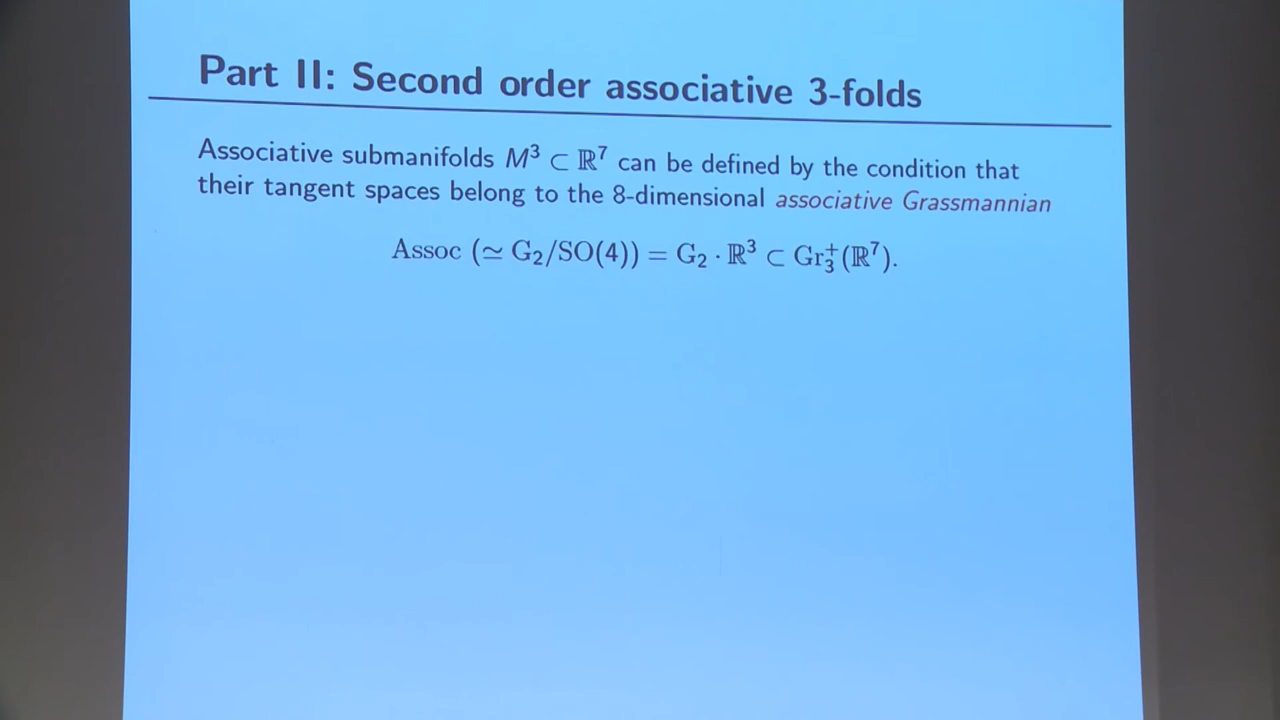 Part II: Second order associative 3-folds
Associative submanifolds M³ ⊂ ℝ⁷ can be defined by the condition that
their tangent spaces belong to the 8-dimensional associative Grassmannian
Assoc (≃ G₂/SO(4)) = G₂ · ℝ³ ⊂ Gr₃⁺(ℝ⁷).